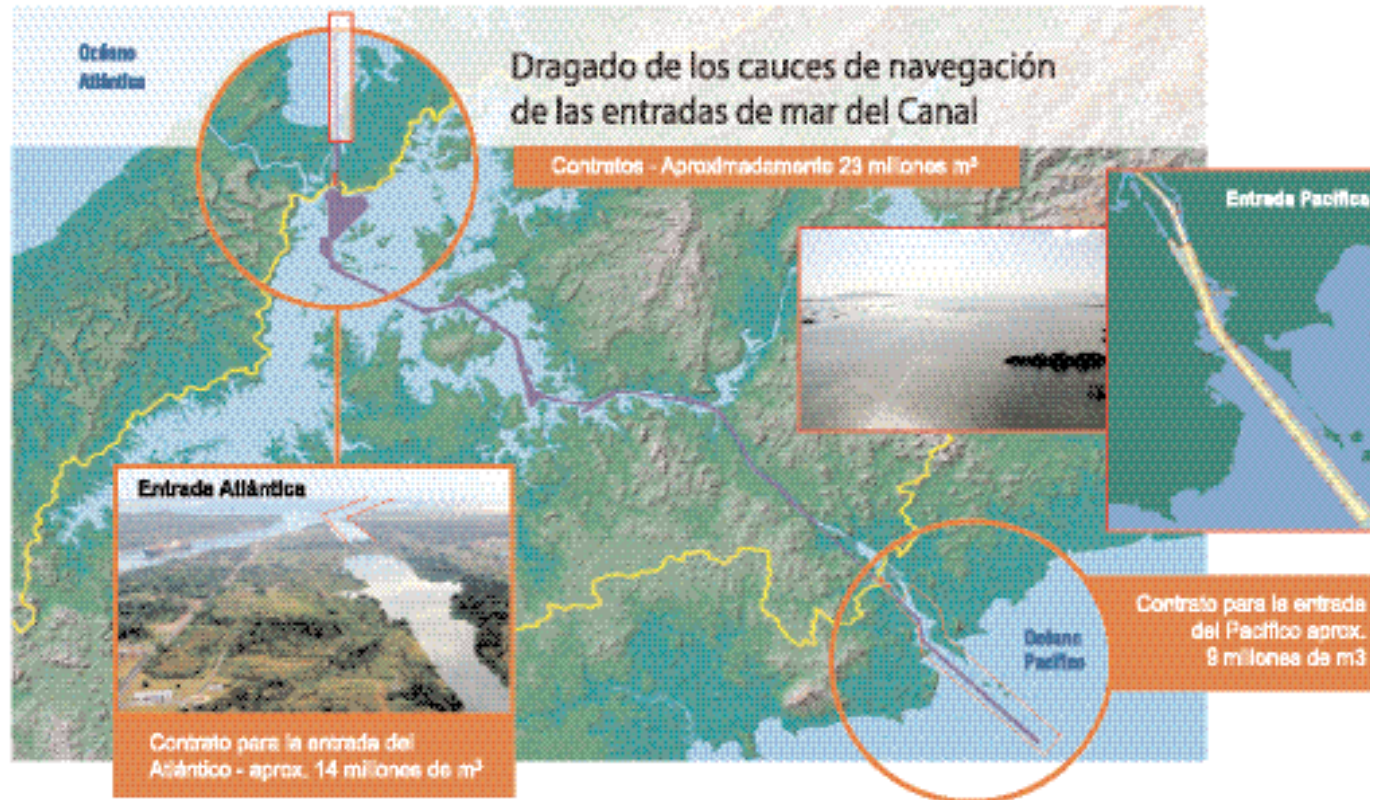 Océano
Atlántico
Dragado de los cauces de navegación
de las entradas de mar del Canal
Contratos - Aproximadamente 23 millones m³
Entrada Pacífica
Entrada Atlántica
Océano
Pacífico
Contrato para la entrada
del Pacífico aprox.
9 millones de m3
Contrato para la entrada del
Atlántico - aprox. 14 millones de m³